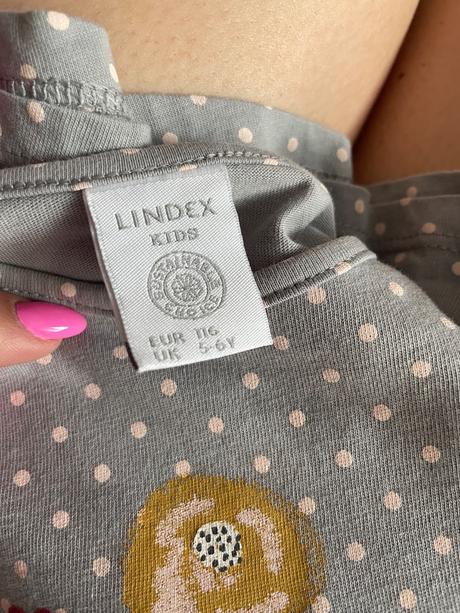 LINDEX
KIDS
SUSTAINABLE
CHOICE
EUR 116
UK 5-6Y